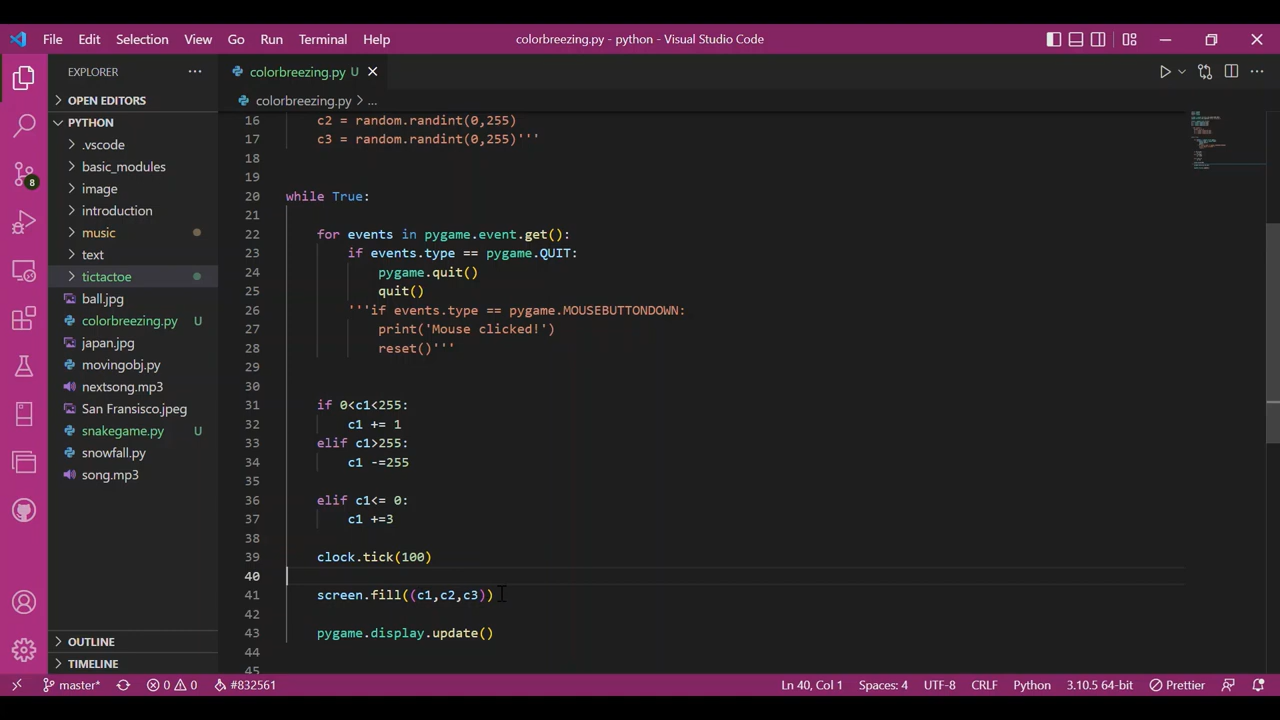 File Edit Selection View Go Run Terminal Help colorbreezing.py - python - Visual Studio Code
EXPLORER ···
colorbreezing.py U
OPEN EDITORS
PYTHON
.vscode
basic_modules
image
introduction
music
text
tictactoe
ball.jpg
colorbreezing.py U
japan.jpg
movingobj.py
nextsong.mp3
San Fransisco.jpeg
snakegame.py U
snowfall.py
song.mp3
OUTLINE
TIMELINE
8
colorbreezing.py > ...
16 c2 = random.randint(0,255)
17 c3 = random.randint(0,255)'''
18
19
20 while True:
21
22 for events in pygame.event.get():
23 if events.type == pygame.QUIT:
24 pygame.quit()
25 quit()
26 '''if events.type == pygame.MOUSEBUTTONDOWN:
27 print('Mouse clicked!')
28 reset()'''
29
30
31 if 0<c1<255:
32 c1 += 1
33 elif c1>255:
34 c1 -=255
35
36 elif c1<= 0:
37 c1 +=3
38
39 clock.tick(100)
40
41 screen.fill((c1,c2,c3))
42
43 pygame.display.update()
44
45
master* 0 0 #832561 Ln 40, Col 1 Spaces: 4 UTF-8 CRLF Python 3.10.5 64-bit Prettier